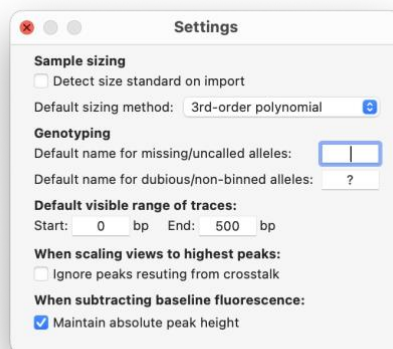 Settings
Sample sizing
Detect size standard on import
Default sizing method: 3rd-order polynomial
Genotyping
Default name for missing/uncalled alleles:
Default name for dubious/non-binned alleles: ?
Default visible range of traces:
Start: 0 bp End: 500 bp
When scaling views to highest peaks:
Ignore peaks resuting from crosstalk
When subtracting baseline fluorescence:
Maintain absolute peak height